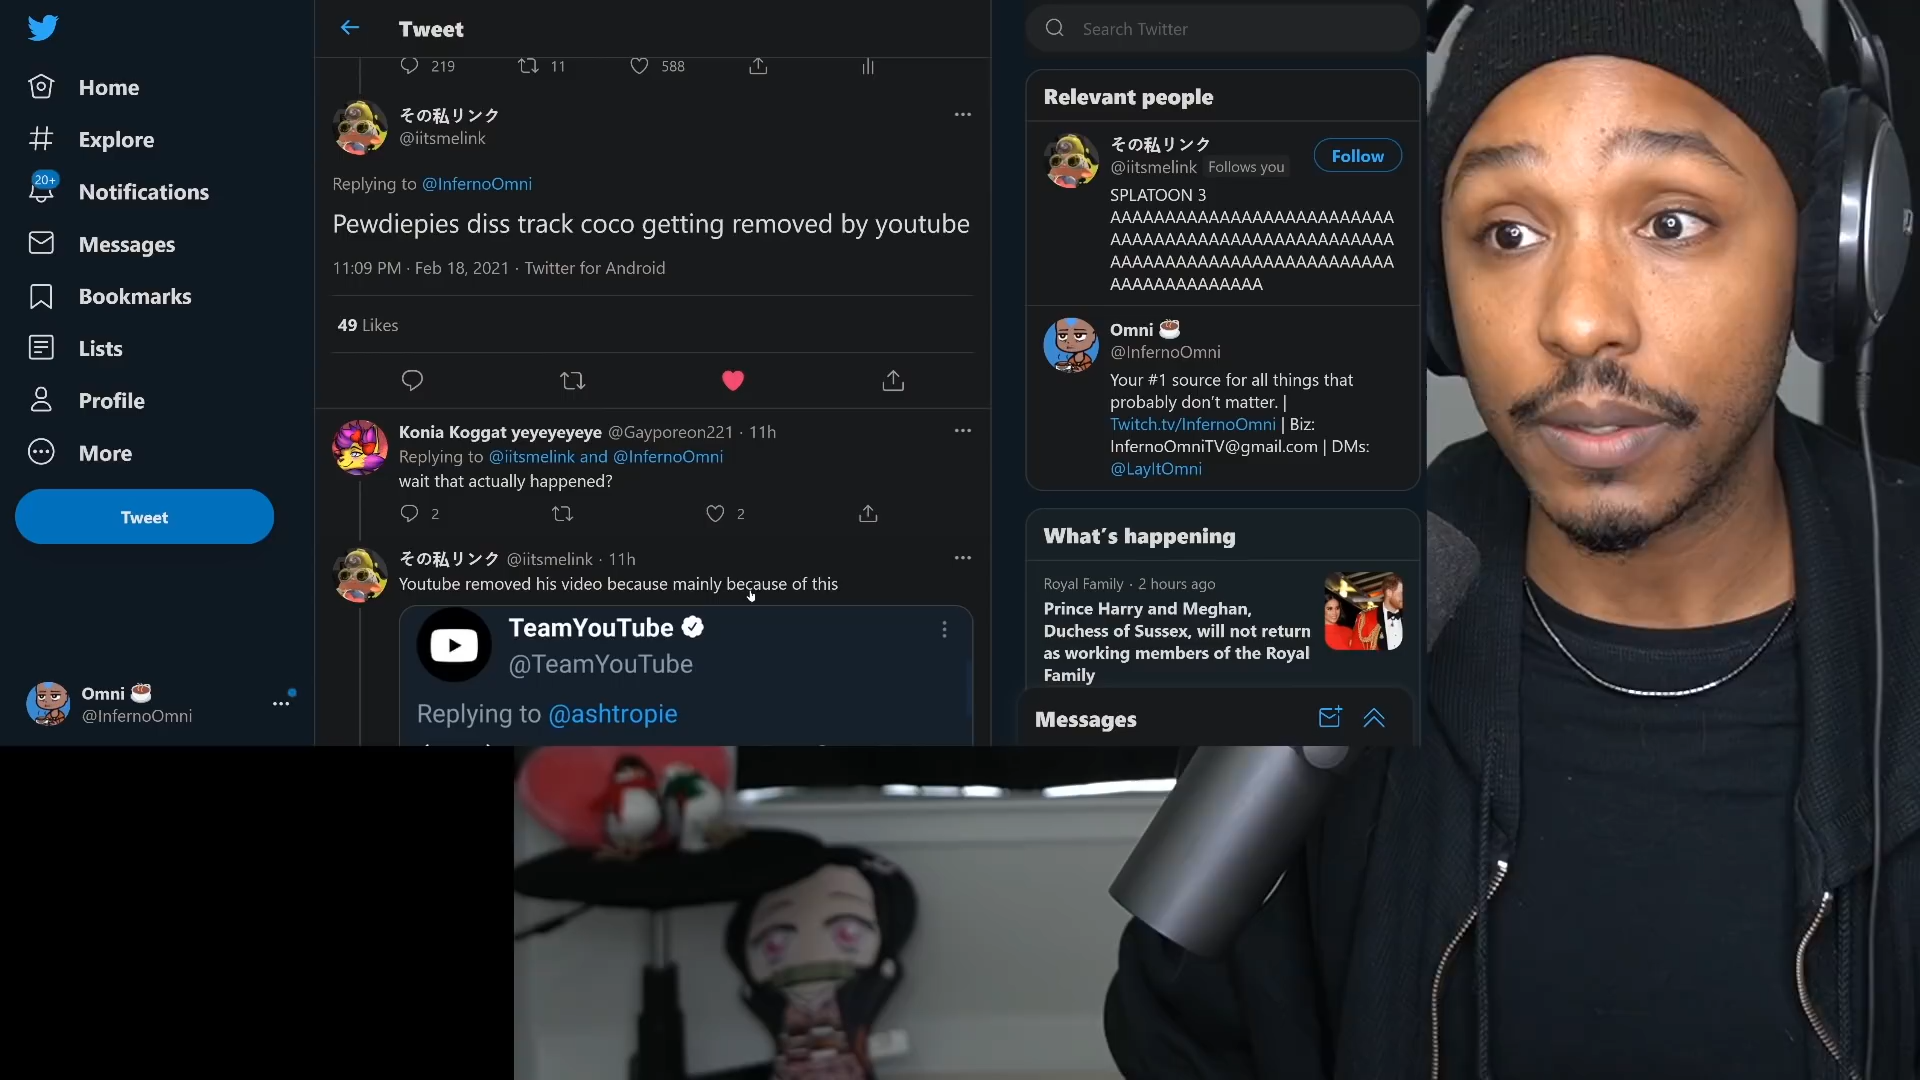 Home
Explore
20+
Notifications
Messages
Bookmarks
Lists
Profile
More
Tweet
Omni ☕
@InfernoOmni
Tweet
219
11
588
その私リンク
@iitsmelink
Replying to @InfernoOmni
Pewdiepies diss track coco getting removed by youtube
11:09 PM · Feb 18, 2021 · Twitter for Android
49 Likes
Konia Koggat yeyeyeyeye @Gayporeon221 · 11h
Replying to @iitsmelink and @InfernoOmni
wait that actually happened?
2
2
その私リンク @iitsmelink · 11h
Youtube removed his video because mainly because of this
TeamYouTube
@TeamYouTube
Replying to @ashtropie
Search Twitter
Relevant people
その私リンク
@iitsmelink Follows you
Follow
SPLATOON 3
AAAAAAAAAAAAAAAAAAAAAAAAAA
AAAAAAAAAAAAAAAAAAAAAAAAAA
AAAAAAAAAAAAAAAAAAAAAAAAAA
AAAAAAAAAAAAAA
Omni ☕
@InfernoOmni
Your #1 source for all things that
probably don't matter. |
Twitch.tv/InfernoOmni | Biz:
InfernoOmniTV@gmail.com | DMs:
@LayItOmni
What's happening
Royal Family · 2 hours ago
Prince Harry and Meghan,
Duchess of Sussex, will not return
as working members of the Royal
Family
Messages